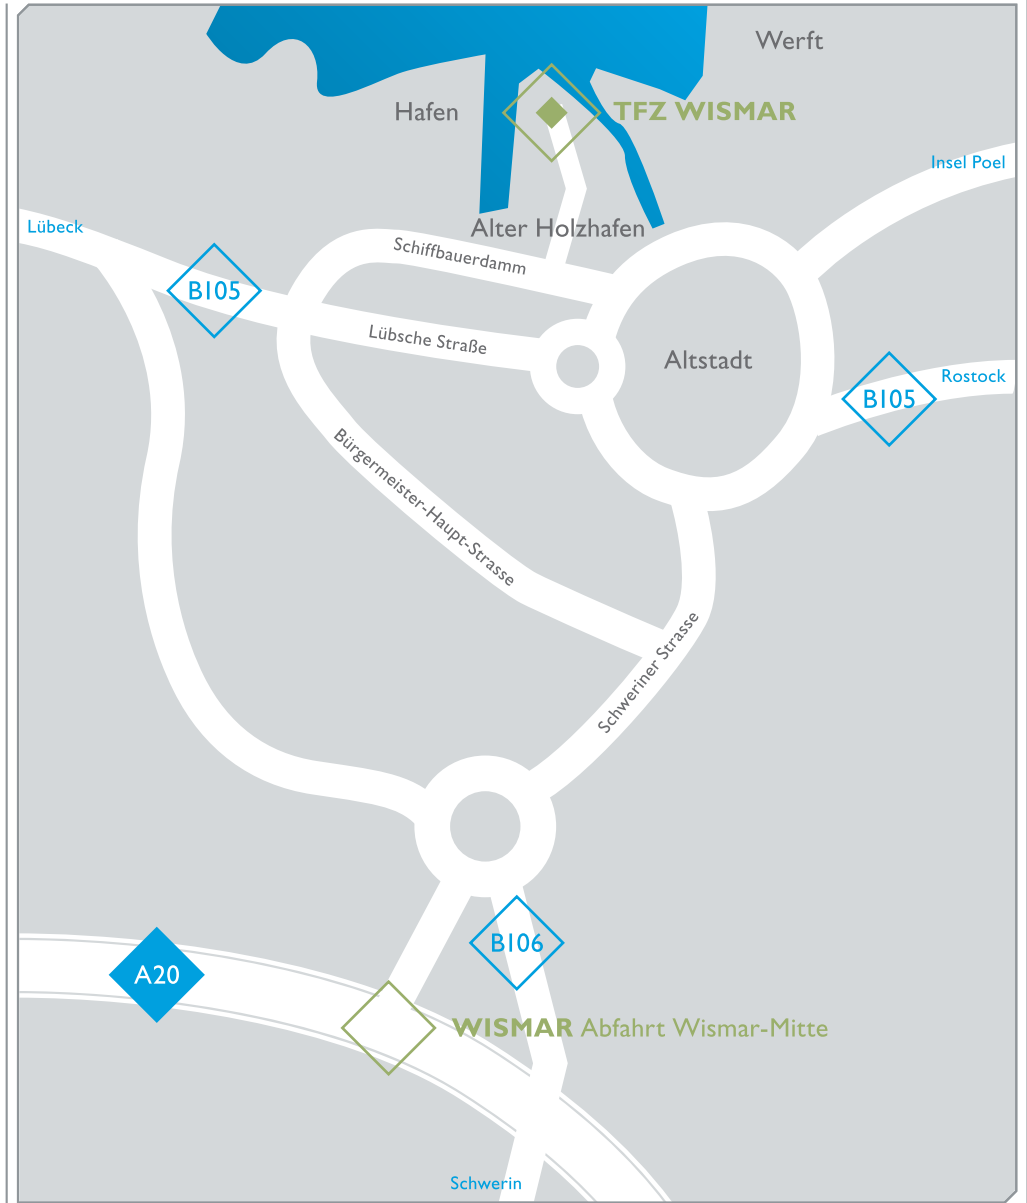 Werft
Hafen
TFZ WISMAR
Insel Poel
Lübeck
Alter Holzhafen
Schiffbauerdamm
B105
Lübsche Straße
Altstadt
Rostock
B105
Bürgermeister-Haupt-Strasse
Schweriner Strasse
B106
A20
WISMAR Abfahrt Wismar-Mitte
Schwerin